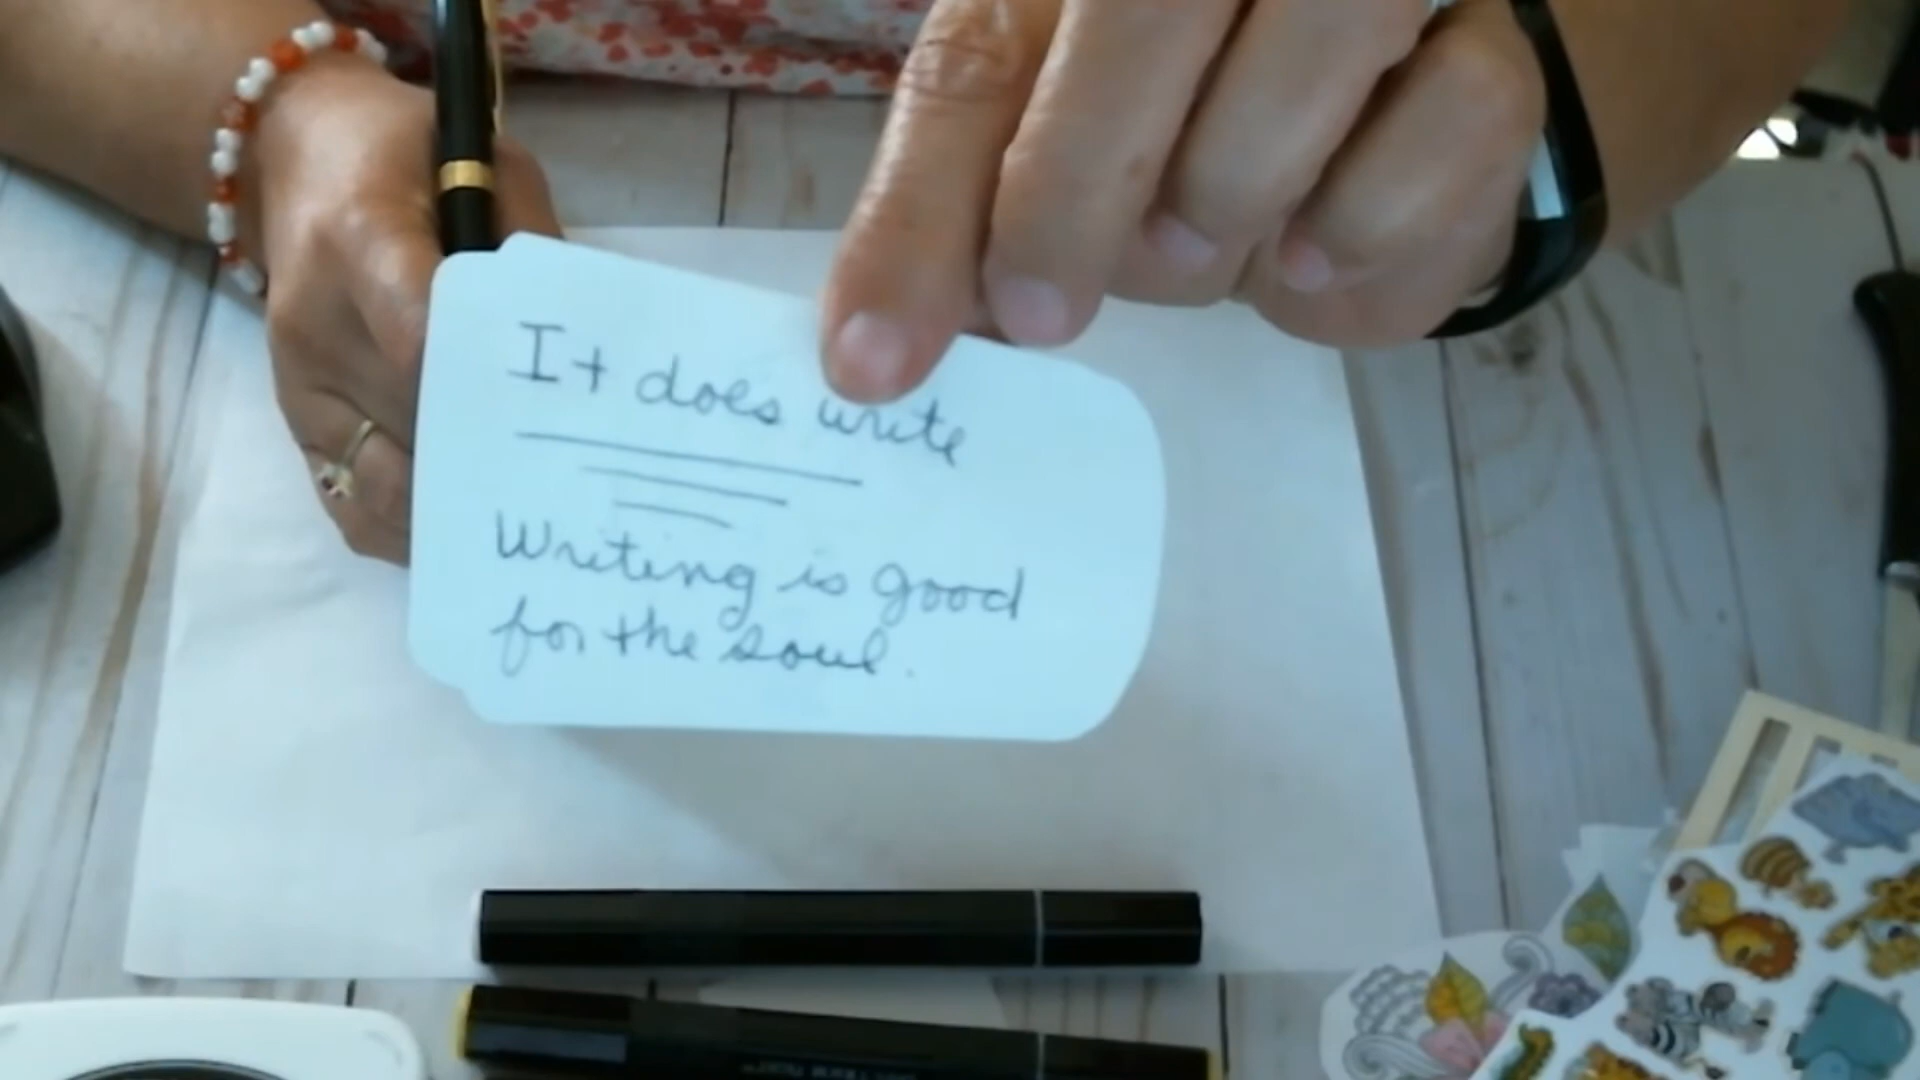 It does write
Writing is good
for the soul.